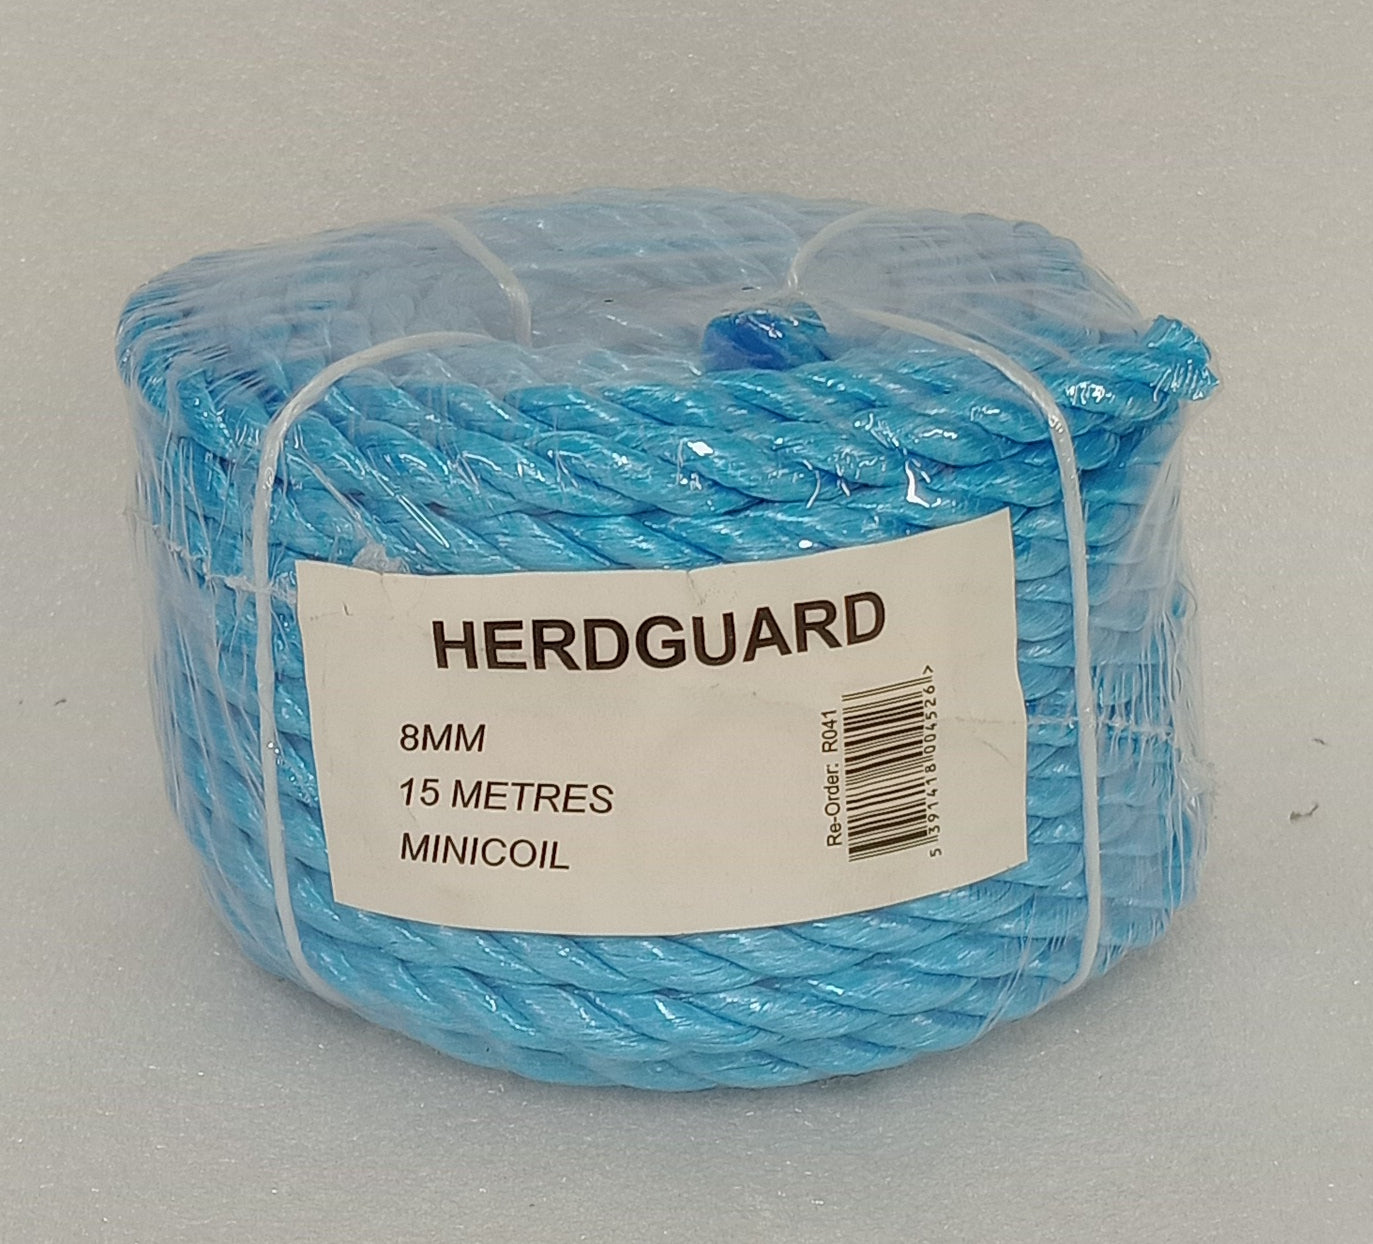 HERDGUARD
8MM
15 METRES
MINICOIL
Re-Order: R041
5 391418 004526 >